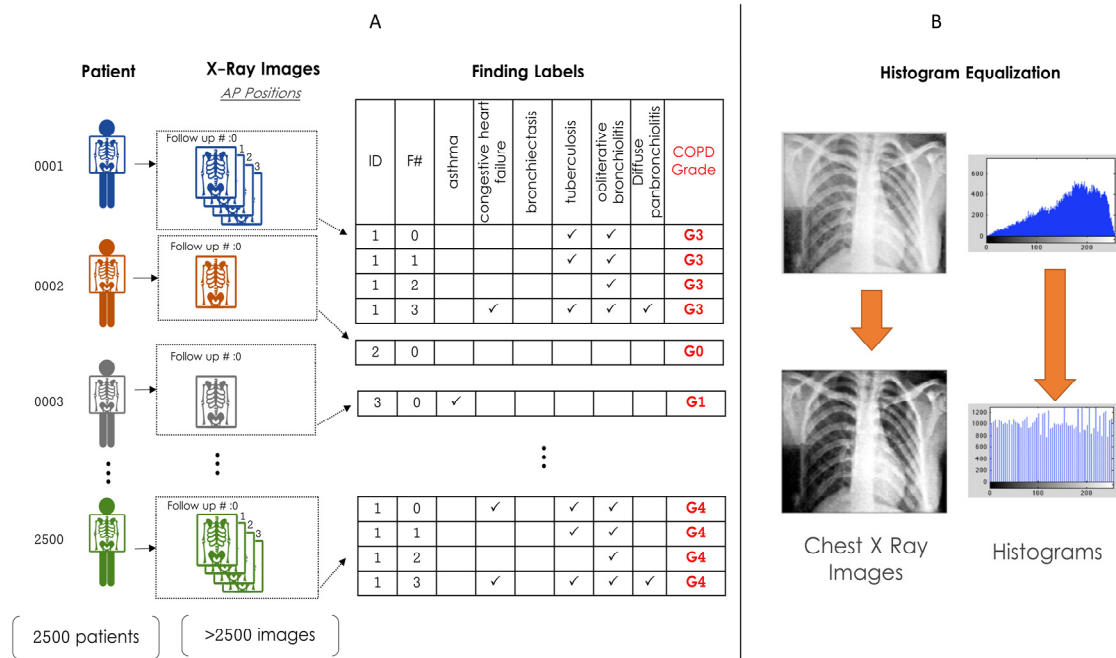 A
B
Patient
X-Ray Images
AP Positions
Finding Labels
Histogram Equalization
ID
F#
asthma
congestive heart
failure
bronchiectasis
tuberculosis
obliterative
bronchiolitis
Diffuse
panbronchiolitis
COPD
Grade
0001
Follow up # :0
1
2
3
1 0 ✓ ✓ G3
1 1 ✓ ✓ G3
1 2 ✓ G3
1 3 ✓ ✓ ✓ ✓ G3
0002
Follow up # :0
2 0 G0
0003
Follow up # :0
3 0 ✓ G1
2500
Follow up # :0
1
2
3
1 0 ✓ ✓ ✓ G4
1 1 ✓ ✓ G4
1 2 ✓ G4
1 3 ✓ ✓ ✓ ✓ G4
2500 patients
>2500 images
600
400
200
0
0 100 200
1200
1000
800
600
400
200
0
0 100 200
Chest X Ray
Images
Histograms